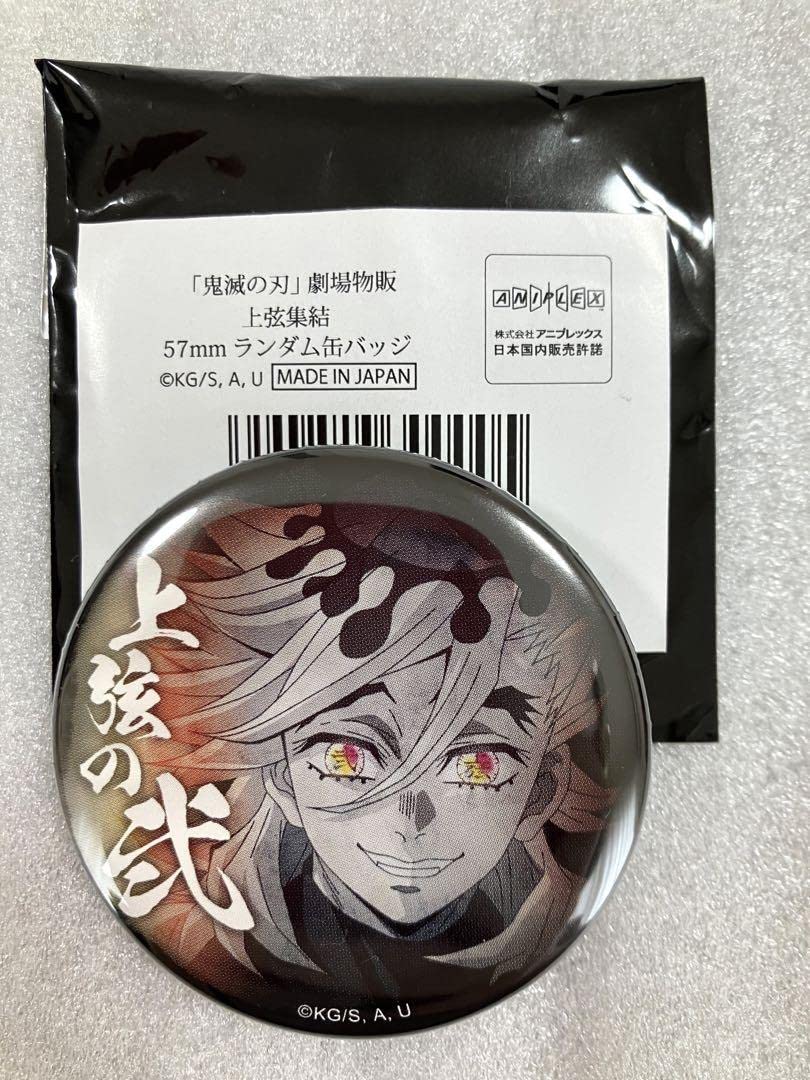 「鬼滅の刃」劇場物販
上弦集結
57mm ランダム缶バッジ
©KG/S, A, U MADE IN JAPAN
ANIPLEX
株式会社 アニプレックス
日本国内販売許諾
上弦の弐
©KG/S, A, U